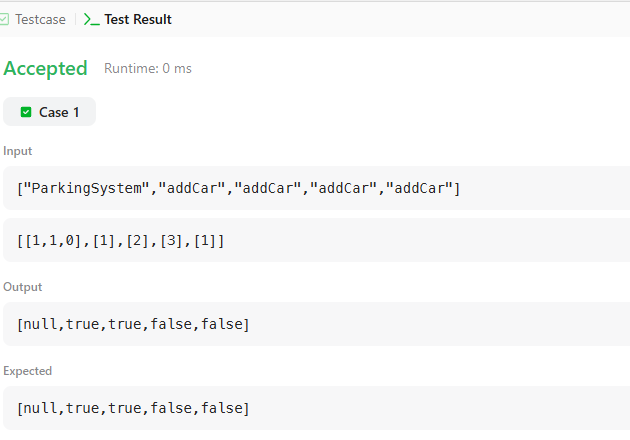 Testcase Test Result
Accepted Runtime: 0 ms
Case 1
Input
["ParkingSystem","addCar","addCar","addCar","addCar"]
[[1,1,0],[1],[2],[3],[1]]
Output
[null,true,true,false,false]
Expected
[null,true,true,false,false]